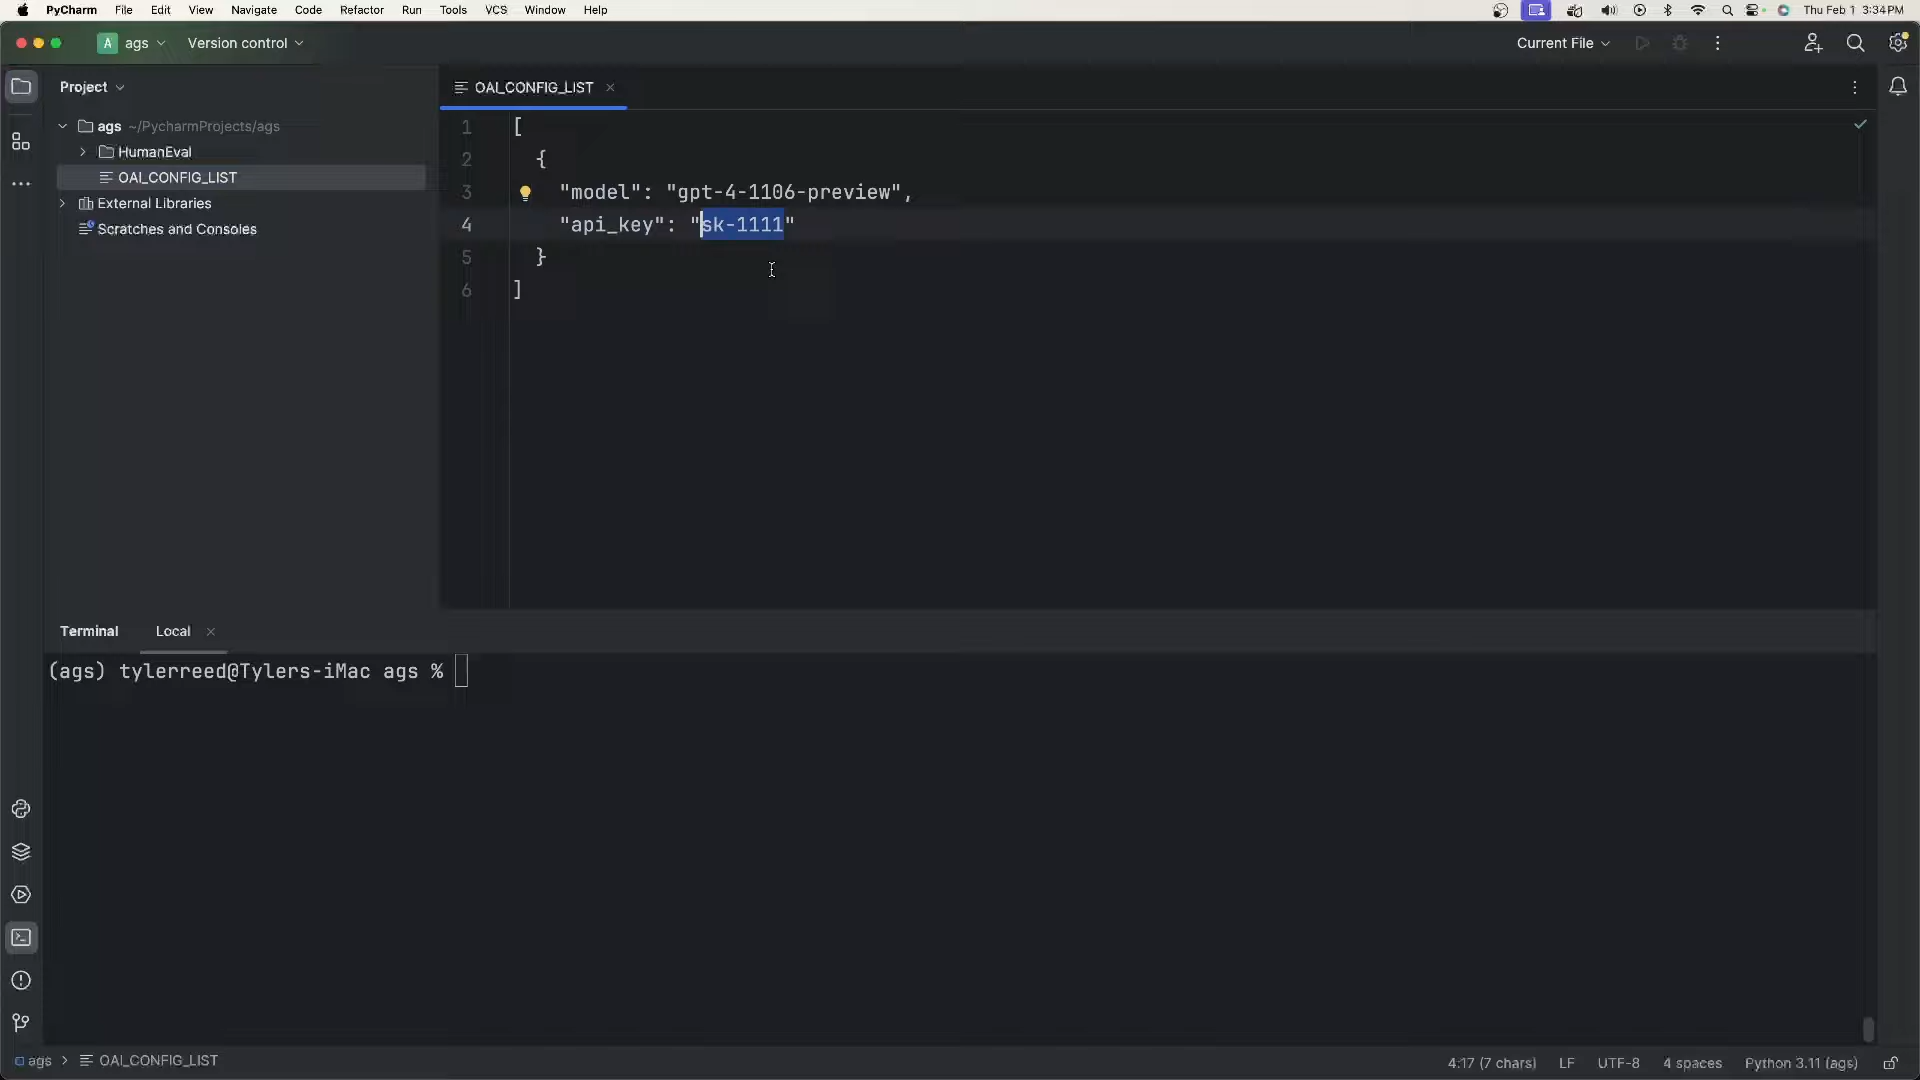 PyCharm File Edit View Navigate Code Refactor Run Tools VCS Window Help Thu Feb 1 3:34PM
A ags Version control Current File
Project OAI_CONFIG_LIST
ags ~/PycharmProjects/ags
HumanEval
OAI_CONFIG_LIST
External Libraries
Scratches and Consoles
1 [
2 {
3 "model": "gpt-4-1106-preview",
4 "api_key": "sk-1111"
5 }
6 ]
Terminal Local
(ags) tylerreed@Tylers-iMac ags %
ags > OAI_CONFIG_LIST 4:17 (7 chars) LF UTF-8 4 spaces Python 3.11 (ags)